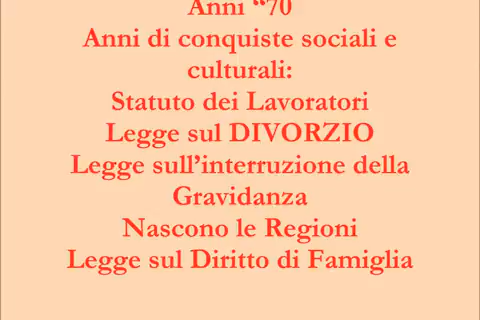 Anni “70
Anni di conquiste sociali e
culturali:
Statuto dei Lavoratori
Legge sul DIVORZIO
Legge sull’interruzione della
Gravidanza
Nascono le Regioni
Legge sul Diritto di Famiglia